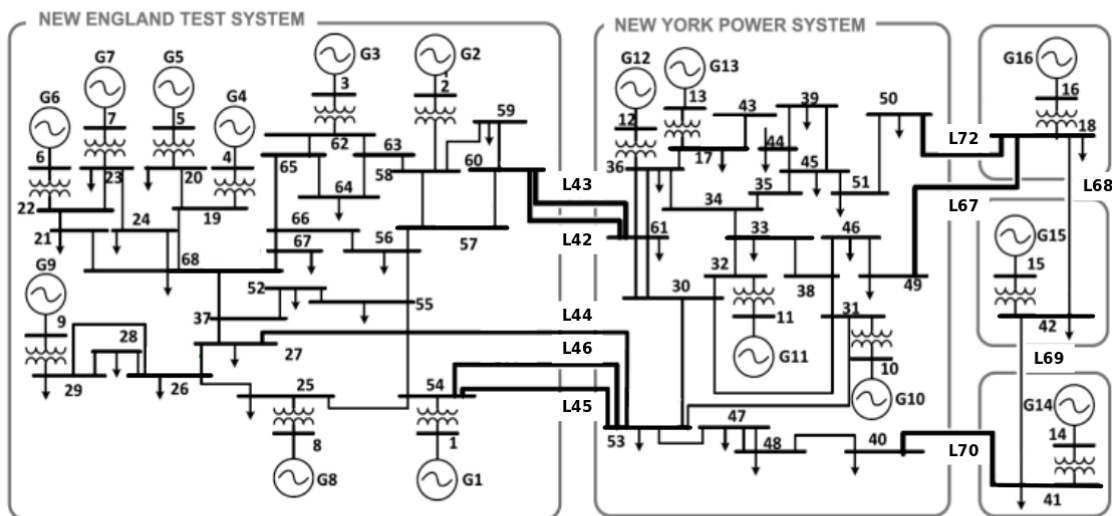 NEW ENGLAND TEST SYSTEM
NEW YORK POWER SYSTEM
G7 G5 G3 G2 G12 G13 G16
G6 G4
3 2 59 13 43 39 50 16
7 5 12 18
6 4 62 63 60 36 17 44 L72
23 20 65 58 45 L68
22 64 L43 35 51 L67
24 19 34
21 66 L42 61 33 46 G15
G9 68 67 56 57
52 32 38 49 15
30 31
9 37 55 L44 11 42
28 27 L46 G11 10 L69
29 26 25 54 G10
L45 G14
8 1 53 47 48 40 14
G8 G1 L70
41